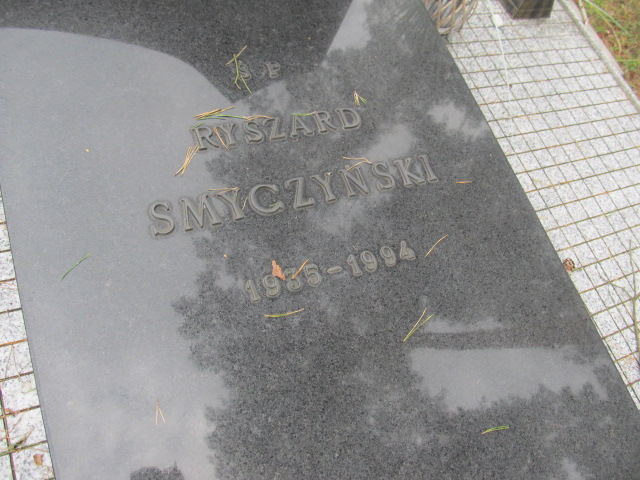 Ś P
RYSZARD
SMYCZYŃSKI
1935-1994